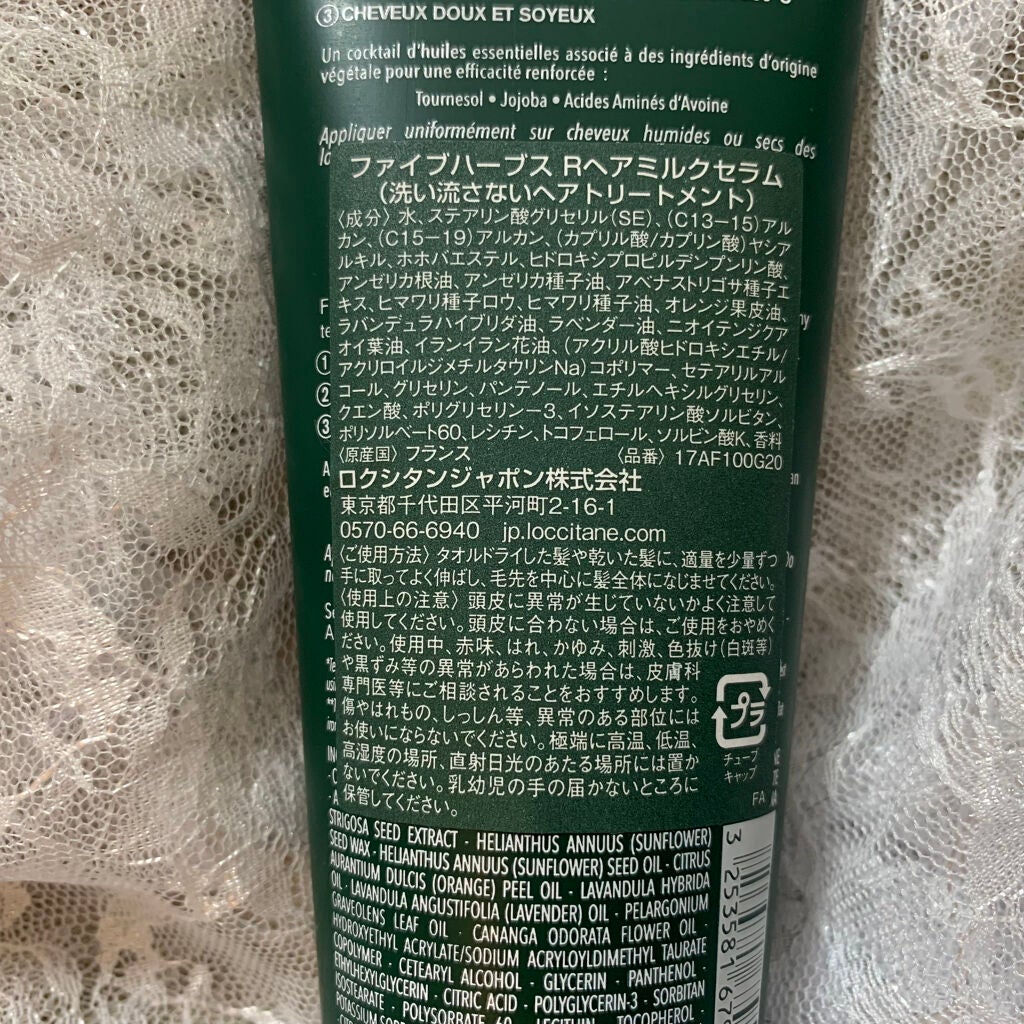 ③ CHEVEUX DOUX ET SOYEUX
Un cocktail d'huiles essentielles associé à des ingrédients d'origine
végétale pour une efficacité renforcée :
Tournesol • Jojoba • Acides Aminés d'Avoine
Appliquer uniformément sur cheveux humides ou secs des
ファイブハーブス Rヘアミルクセラム
(洗い流さないヘアトリートメント)
〈成分〉水、ステアリン酸グリセリル(SE)、(C13-15)アル
カン、(C15-19)アルカン、(カプリル酸/カプリン酸)ヤシア
ルキル、ホホバエステル、ヒドロキシプロピルデンプンリン酸、
アンゼリカ根油、アンゼリカ種子油、アベナストリゴサ種子エ
キス、ヒマワリ種子ロウ、ヒマワリ種子油、オレンジ果皮油、
ラバンデュラハイブリダ油、ラベンダー油、ニオイテンジクア
オイ葉油、イランイラン花油、(アクリル酸ヒドロキシエチル/
アクリロイルジメチルタウリンNa)コポリマー、セテアリルアル
コール、グリセリン、パンテノール、エチルヘキシルグリセリン、
クエン酸、ポリグリセリン-3、イソステアリン酸ソルビタン、
ポリソルベート60、レシチン、トコフェロール、ソルビン酸K、香料
〈原産国〉フランス 〈品番〉17AF100G20
ロクシタンジャポン株式会社
東京都千代田区平河町2-16-1
0570-66-6940 jp.loccitane.com
〈ご使用方法〉タオルドライした髪や乾いた髪に、適量を少量ずつ
手に取ってよく伸ばし、毛先を中心に髪全体になじませてください。
〈使用上の注意〉頭皮に異常が生じていないかよく注意して
使用してください。頭皮に合わない場合は、ご使用をおやめく
ださい。使用中、赤味、はれ、かゆみ、刺激、色抜け(白斑等)
や黒ずみ等の異常があらわれた場合は、皮膚科
専門医等にご相談されることをおすすめします。
傷やはれもの、しっしん等、異常のある部位には
お使いにならないでください。極端に高温、低温、
高湿度の場所、直射日光のあたる場所には置か
ないでください。乳幼児の手の届かないところに
保管してください。
プラ
チューブ
キャップ
FA
STRIGOSA SEED EXTRACT · HELIANTHUS ANNUUS (SUNFLOWER)
SEED WAX · HELIANTHUS ANNUUS (SUNFLOWER) SEED OIL · CITRUS
AURANTIUM DULCIS (ORANGE) PEEL OIL · LAVANDULA HYBRIDA
OIL · LAVANDULA ANGUSTIFOLIA (LAVENDER) OIL · PELARGONIUM
GRAVEOLENS LEAF OIL · CANANGA ODORATA FLOWER OIL ·
HYDROXYETHYL ACRYLATE/SODIUM ACRYLOYLDIMETHYL TAURATE
COPOLYMER · CETEARYL ALCOHOL · GLYCERIN · PANTHENOL ·
ETHYLHEXYLGLYCERIN · CITRIC ACID · POLYGLYCERIN-3 · SORBITAN
ISOSTEARATE · POLYSORBATE 60 · LECITHIN · TOCOPHEROL ·
3 253581 67